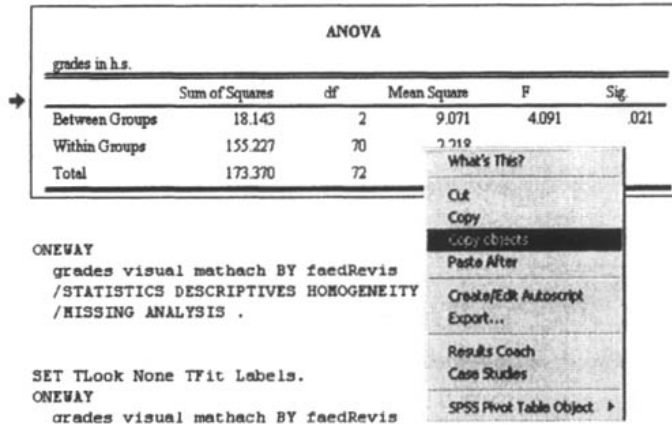 ANOVA
grades in h.s.
Sum of Squares df Mean Square F Sig.
Between Groups 18.143 2 9.071 4.091 .021
Within Groups 155.227 70 2.218
Total 173.370 72
What's This?
Cut
Copy
Copy objects
Paste After
Create/Edit Autoscript
Export...
Results Coach
Case Studies
SPSS Pivot Table Object
ONEWAY
grades visual mathach BY faedRevis
/STATISTICS DESCRIPTIVES HOMOGENEITY
/MISSING ANALYSIS .
SET TLook None TFit Labels.
ONEWAY
grades visual mathach BY faedRevis